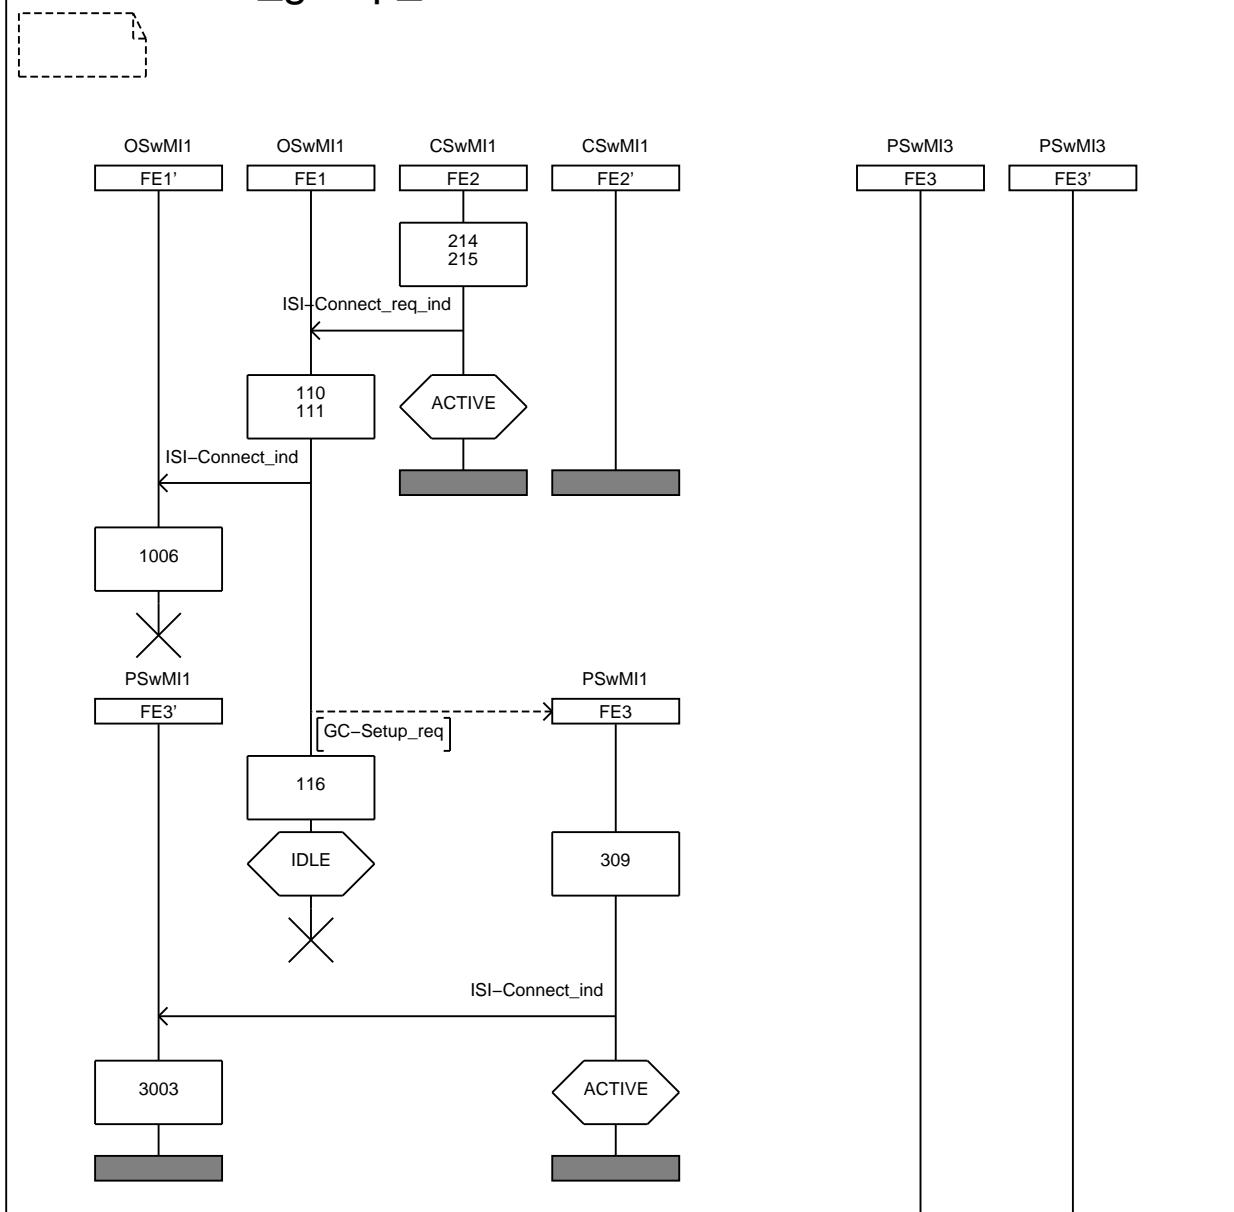 OSwMI1 OSwMI1 CSwMI1 CSwMI1 PSwMI3 PSwMI3
FE1' FE1 FE2 FE2' FE3 FE3'
214
215
ISI–Connect_req_ind
110
111
ACTIVE
ISI–Connect_ind
1006
PSwMI1 PSwMI1
FE3' FE3
GC–Setup_req
116
IDLE 309
ISI–Connect_ind
3003 ACTIVE